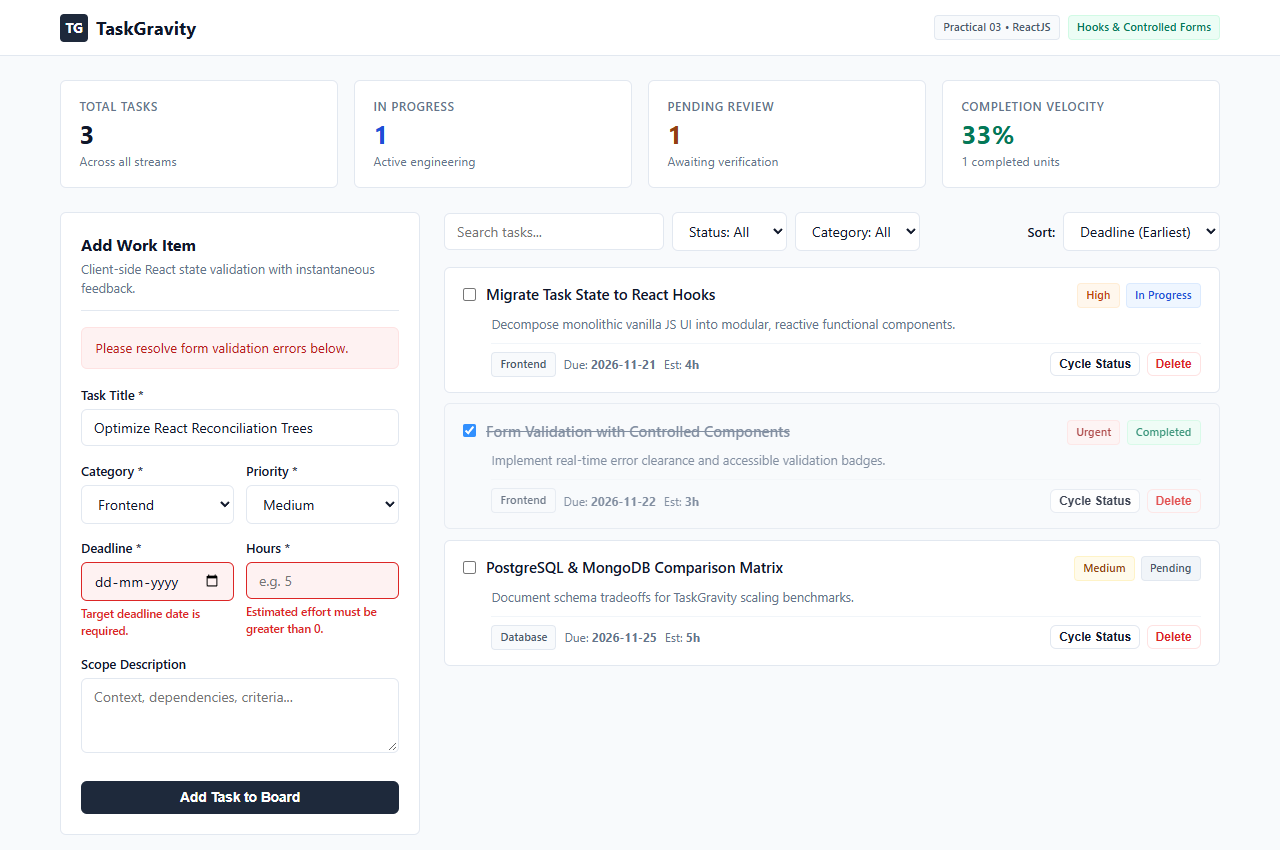 TG TaskGravity
Practical 03 • ReactJS
Hooks & Controlled Forms
TOTAL TASKS
3
Across all streams
IN PROGRESS
1
Active engineering
PENDING REVIEW
1
Awaiting verification
COMPLETION VELOCITY
33%
1 completed units
Add Work Item
Client-side React state validation with instantaneous
feedback.
Please resolve form validation errors below.
Task Title *
Optimize React Reconciliation Trees
Category *
Frontend
Priority *
Medium
Deadline *
dd-mm-yyyy
Target deadline date is
required.
Hours *
e.g. 5
Estimated effort must be
greater than 0.
Scope Description
Context, dependencies, criteria...
Add Task to Board
Search tasks...
Status: All
Category: All
Sort:
Deadline (Earliest)
Migrate Task State to React Hooks
High
In Progress
Decompose monolithic vanilla JS UI into modular, reactive functional components.
Frontend
Due: 2026-11-21
Est: 4h
Cycle Status
Delete
Form Validation with Controlled Components
Urgent
Completed
Implement real-time error clearance and accessible validation badges.
Frontend
Due: 2026-11-22
Est: 3h
Cycle Status
Delete
PostgreSQL & MongoDB Comparison Matrix
Medium
Pending
Document schema tradeoffs for TaskGravity scaling benchmarks.
Database
Due: 2026-11-25
Est: 5h
Cycle Status
Delete